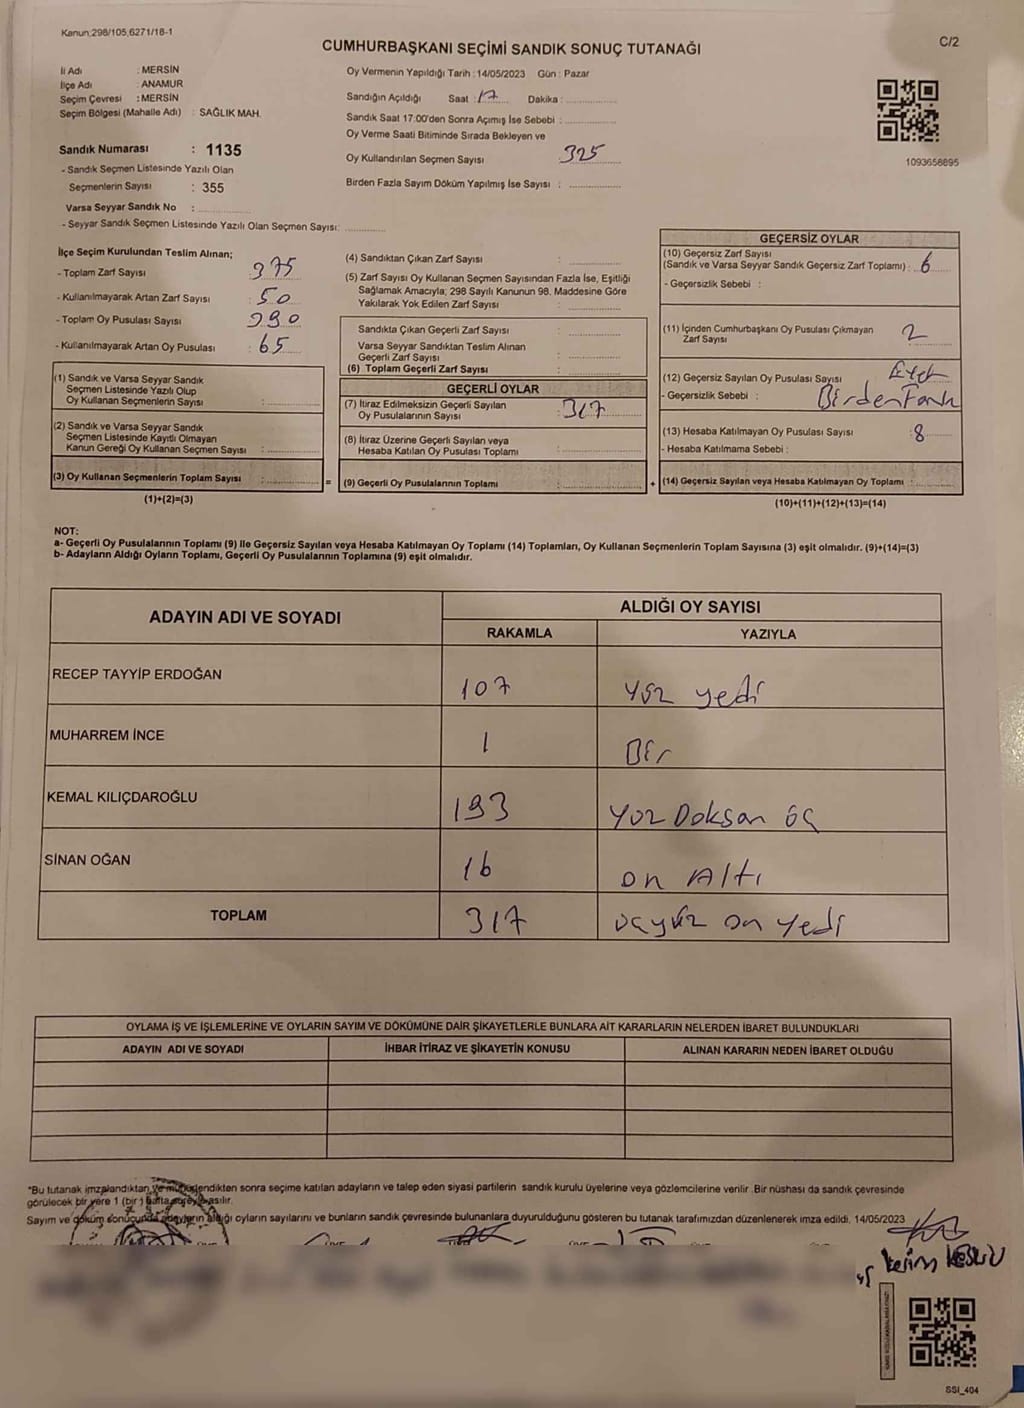 Kanun;298/105,6271/18-1
CUMHURBAŞKANI SEÇİMİ SANDIK SONUÇ TUTANAĞI
C/2
İl Adı : MERSİN
İlçe Adı : ANAMUR
Seçim Çevresi : MERSİN
Seçim Bölgesi (Mahalle Adı) : SAĞLIK MAH.
Oy Vermenin Yapıldığı Tarih :14/05/2023 Gün : Pazar
Sandığın Açıldığı Saat : 17 Dakika :
Sandık Saat 17:00'den Sonra Açımış İse Sebebi :
Oy Verme Saati Bitiminde Sırada Bekleyen ve
Oy Kullandırılan Seçmen Sayısı : 325
Birden Fazla Sayım Döküm Yapılmış İse Sayısı :
1093658895
Sandık Numarası : 1135
- Sandık Seçmen Listesinde Yazılı Olan
Seçmenlerin Sayısı : 355
Varsa Seyyar Sandık No :
- Seyyar Sandık Seçmen Listesinde Yazılı Olan Seçmen Sayısı:
İlçe Seçim Kurulundan Teslim Alınan;
- Toplam Zarf Sayısı : 375
- Kullanılmayarak Artan Zarf Sayısı : 50
- Toplam Oy Pusulası Sayısı : 390
- Kullanılmayarak Artan Oy Pusulası : 65
(1) Sandık ve Varsa Seyyar Sandık
Seçmen Listesinde Yazılı Olup
Oy Kullanan Seçmenlerin Sayısı :
(2) Sandık ve Varsa Seyyar Sandık
Seçmen Listesinde Kayıtlı Olmayan
Kanun Gereği Oy Kullanan Seçmen Sayısı :
(3) Oy Kullanan Seçmenlerin Toplam Sayısı :
(1)+(2)=(3)
=
(4) Sandıktan Çıkan Zarf Sayısı :
(5) Zarf Sayısı Oy Kullanan Seçmen Sayısından Fazla İse, Eşitliği
Sağlamak Amacıyla; 298 Sayılı Kanunun 98. Maddesine Göre
Yakılarak Yok Edilen Zarf Sayısı :
Sandıkta Çıkan Geçerli Zarf Sayısı :
Varsa Seyyar Sandıktan Teslim Alınan
Geçerli Zarf Sayısı :
(6) Toplam Geçerli Zarf Sayısı :
GEÇERLİ OYLAR
(7) İtiraz Edilmeksizin Geçerli Sayılan
Oy Pusulalarının Sayısı : 317
(8) İtiraz Üzerine Geçerli Sayılan veya
Hesaba Katılan Oy Pusulası Toplamı :
(9) Geçerli Oy Pusulalarının Toplamı :
+
GEÇERSİZ OYLAR
(10) Geçersiz Zarf Sayısı
(Sandık ve Varsa Seyyar Sandık Geçersiz Zarf Toplamı) : 6
- Geçersizlik Sebebi :
(11) İçinden Cumhurbaşkanı Oy Pusulası Çıkmayan
Zarf Sayısı 2
(12) Geçersiz Sayılan Oy Pusulası Sayısı
- Geçersizlik Sebebi : Birden
(13) Hesaba Katılmayan Oy Pusulası Sayısı : 8
- Hesaba Katılmama Sebebi :
(14) Geçersiz Sayılan veya Hesaba Katılmayan Oy Toplamı :
(10)+(11)+(12)+(13)=(14)
NOT:
a- Geçerli Oy Pusulalarının Toplamı (9) İle Geçersiz Sayılan veya Hesaba Katılmayan Oy Toplamı (14) Toplamları, Oy Kullanan Seçmenlerin Toplam Sayısına (3) eşit olmalıdır. (9)+(14)=(3)
b- Adayların Aldığı Oyların Toplamı, Geçerli Oy Pusulalarının Toplamına (9) eşit olmalıdır.
ADAYIN ADI VE SOYADI ALDIĞI OY SAYISI
RAKAMLA YAZIYLA
RECEP TAYYİP ERDOĞAN 107 yüz yedi
MUHARREM İNCE 1 Bir
KEMAL KILIÇDAROĞLU 193 yüz Doksan üç
SİNAN OĞAN 16 on Altı
TOPLAM 317 üçyüz on yedi
OYLAMA İŞ VE İŞLEMLERİNE VE OYLARIN SAYIM VE DÖKÜMÜNE DAİR ŞİKAYETLERLE BUNLARA AİT KARARLARIN NELERDEN İBARET BULUNDUKLARI
ADAYIN ADI VE SOYADI İHBAR İTİRAZ VE ŞİKAYETİN KONUSU ALINAN KARARIN NEDEN İBARET OLDUĞU
*Bu tutanak imzalandıktan ve mühürlendikten sonra seçime katılan adayların ve talep eden siyasi partilerin sandık kurulu üyelerine veya gözlemcilerine verilir .Bir nüshası da sandık çevresinde
görülecek bir yere 1 (bir) hafta süreyle asılır.
Sayım ve döküm sonucunda adayların aldığı oyların sayılarını ve bunların sandık çevresinde bulunanlara duyurulduğunu gösteren bu tutanak tarafımızdan düzenlenerek imza edildi. 14/05/2023
Kerim
SSI_404